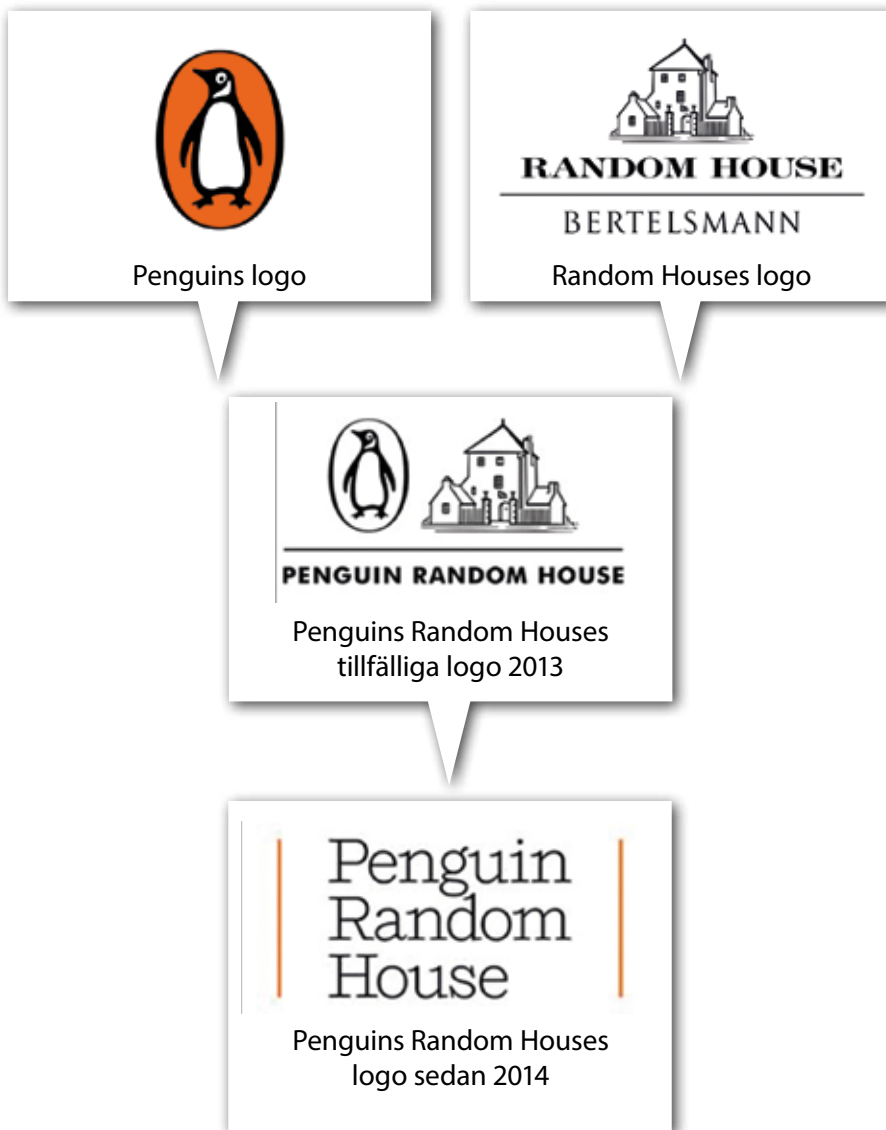 Penguins logo
RANDOM HOUSE
BERTELSMANN
Random Houses logo
PENGUIN RANDOM HOUSE
Penguins Random Houses
tillfälliga logo 2013
Penguin
Random
House
Penguins Random Houses
logo sedan 2014